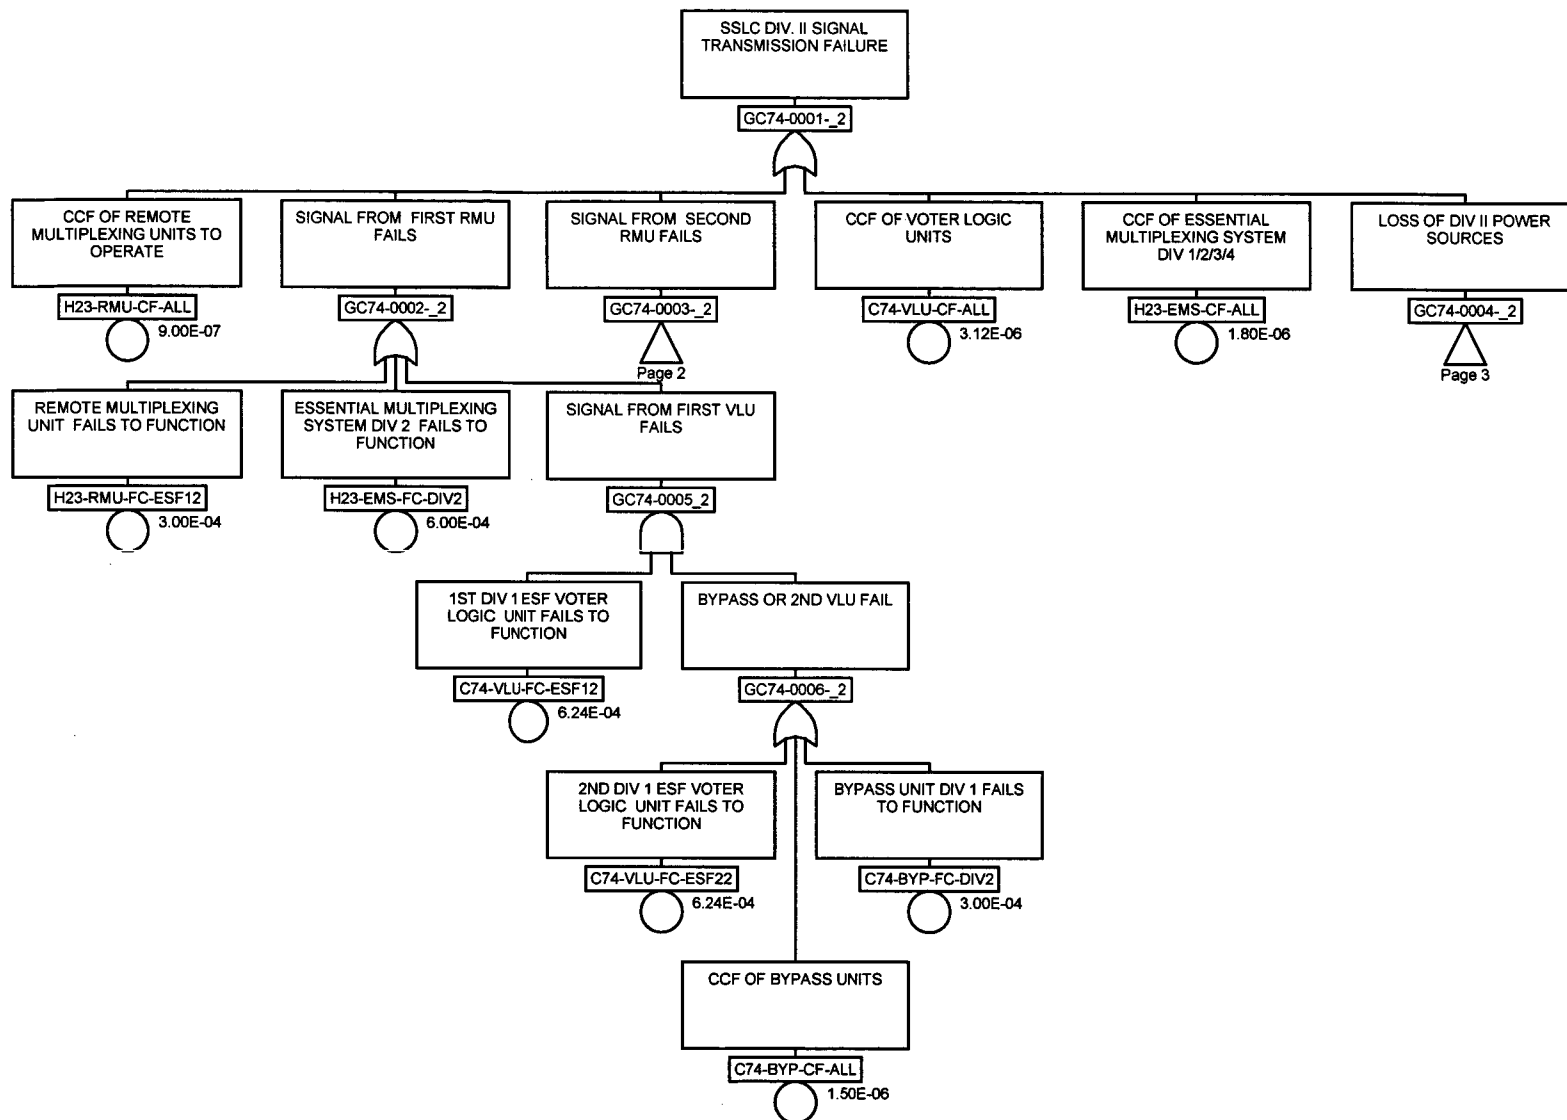 SSLC DIV. II SIGNAL
TRANSMISSION FAILURE
GC74-0001-_2
CCF OF REMOTE
MULTIPLEXING UNITS TO
OPERATE
H23-RMU-CF-ALL
9.00E-07
SIGNAL FROM FIRST RMU
FAILS
GC74-0002-_2
SIGNAL FROM SECOND
RMU FAILS
GC74-0003-_2
Page 2
CCF OF VOTER LOGIC
UNITS
C74-VLU-CF-ALL
3.12E-06
CCF OF ESSENTIAL
MULTIPLEXING SYSTEM
DIV 1/2/3/4
H23-EMS-CF-ALL
1.80E-06
LOSS OF DIV II POWER
SOURCES
GC74-0004-_2
Page 3
REMOTE MULTIPLEXING
UNIT FAILS TO FUNCTION
H23-RMU-FC-ESF12
3.00E-04
ESSENTIAL MULTIPLEXING
SYSTEM DIV 2 FAILS TO
FUNCTION
H23-EMS-FC-DIV2
6.00E-04
SIGNAL FROM FIRST VLU
FAILS
GC74-0005_2
1ST DIV 1 ESF VOTER
LOGIC UNIT FAILS TO
FUNCTION
C74-VLU-FC-ESF12
6.24E-04
BYPASS OR 2ND VLU FAIL
GC74-0006-_2
2ND DIV 1 ESF VOTER
LOGIC UNIT FAILS TO
FUNCTION
C74-VLU-FC-ESF22
6.24E-04
BYPASS UNIT DIV 1 FAILS
TO FUNCTION
C74-BYP-FC-DIV2
3.00E-04
CCF OF BYPASS UNITS
C74-BYP-CF-ALL
1.50E-06